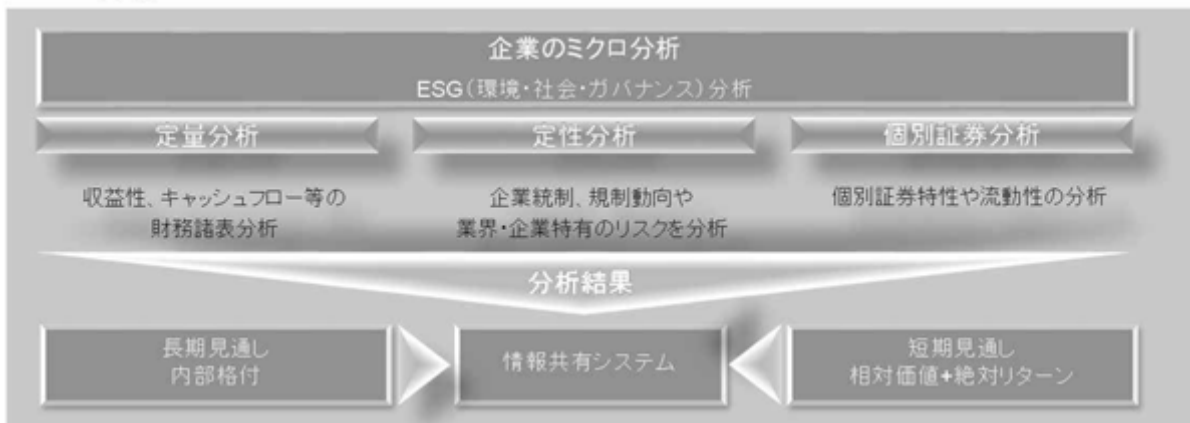 企業のミクロ分析
ESG(環境・社会・ガバナンス)分析
定量分析
定性分析
個別証券分析
収益性、キャッシュフロー等の
財務諸表分析
企業統制、規制動向や
業界・企業特有のリスクを分析
個別証券特性や流動性の分析
分析結果
長期見通し
内部格付
情報共有システム
短期見通し
相対価値+絶対リターン